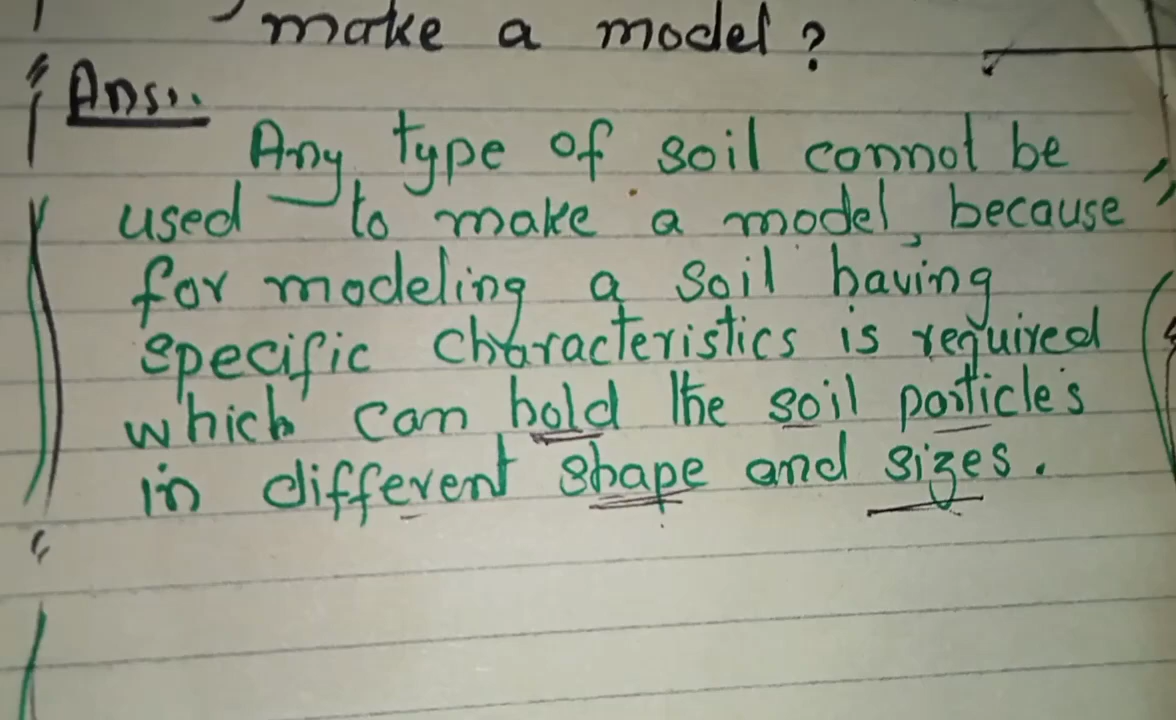 make a model ?
Ans:.
Any type of soil cannot be
used to make a model, because
for modeling a soil having
specific characteristics is required
which can hold the soil particles
in different shape and sizes.